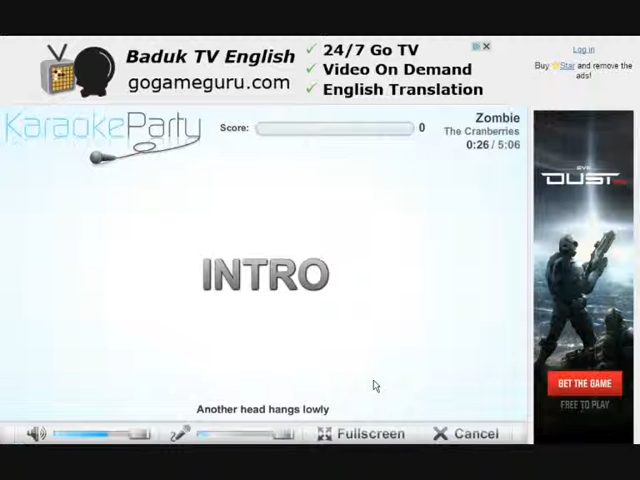 Baduk TV English
gogameguru.com
✓ 24/7 Go TV
✓ Video On Demand
✓ English Translation
Log in
Buy Star and remove the
ads!
KaraokeParty
Score:
0
Zombie
The Cranberries
0:26 / 5:06
INTRO
Another head hangs lowly
Fullscreen
Cancel
DUST
GET THE GAME
FREE TO PLAY